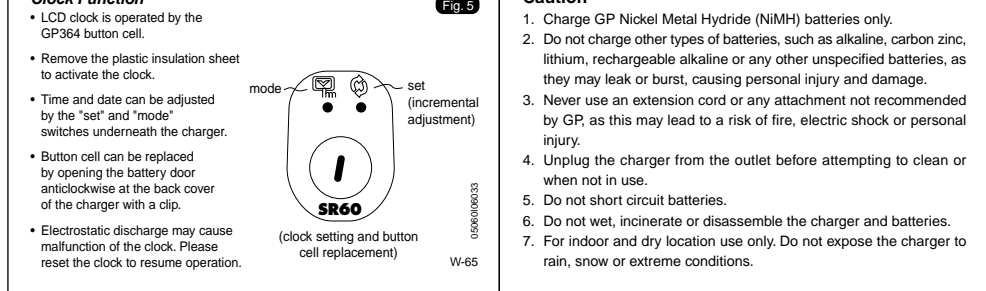 Clock Function
• LCD clock is operated by the
GP364 button cell.
• Remove the plastic insulation sheet
to activate the clock.
• Time and date can be adjusted
by the "set" and "mode"
switches underneath the charger.
• Button cell can be replaced
by opening the battery door
anticlockwise at the back cover
of the charger with a clip.
• Electrostatic discharge may cause
malfunction of the clock. Please
reset the clock to resume operation.
Fig. 5
mode
set
(incremental
adjustment)
SR60
(clock setting and button
cell replacement)
05060I06033
W-65
Caution
1. Charge GP Nickel Metal Hydride (NiMH) batteries only.
2. Do not charge other types of batteries, such as alkaline, carbon zinc,
lithium, rechargeable alkaline or any other unspecified batteries, as
they may leak or burst, causing personal injury and damage.
3. Never use an extension cord or any attachment not recommended
by GP, as this may lead to a risk of fire, electric shock or personal
injury.
4. Unplug the charger from the outlet before attempting to clean or
when not in use.
5. Do not short circuit batteries.
6. Do not wet, incinerate or disassemble the charger and batteries.
7. For indoor and dry location use only. Do not expose the charger to
rain, snow or extreme conditions.